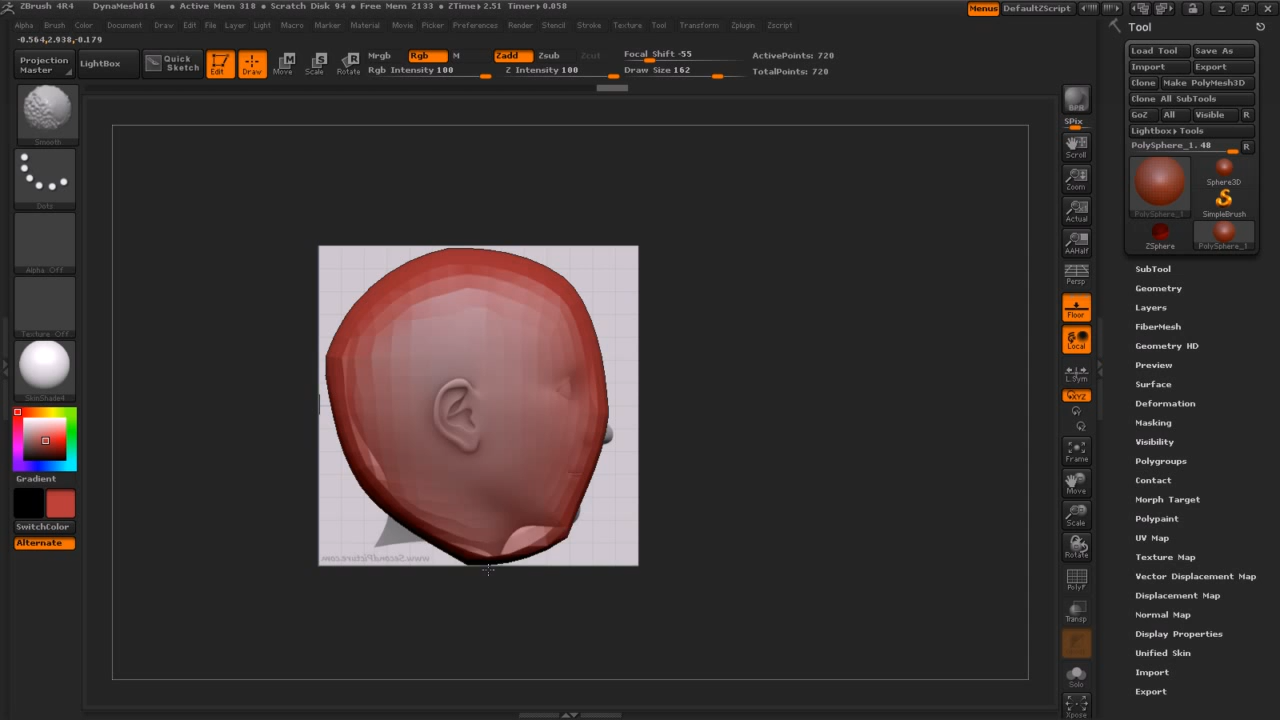 ZBrush 4R4 DynaMesh016 • Active Mem 318 • Scratch Disk 94 • Free Mem 2133 • ZTime▸2.51 Timer▸0.058 Menus DefaultZScript
Alpha Brush Color Document Draw Edit File Layer Light Macro Marker Material Movie Picker Preferences Render Stencil Stroke Texture Tool Transform Zplugin Zscript
-0.564,2.938,-0.179
Projection Master
LightBox
Quick Sketch
Edit
Draw
Move
Scale
Rotate
Mrgb Rgb M
Rgb Intensity 100
Zadd Zsub Zcut
Z Intensity 100
Focal Shift -55
Draw Size 162
ActivePoints: 720
TotalPoints: 720
Smooth
Dots
Alpha Off
Texture Off
SkinShade4
Gradient
SwitchColor
Alternate
www.SecondPicture.com
BPR
SPix
Scroll
Zoom
Actual
AAHalf
Persp
Floor
Local
L.Sym
XYZ
Frame
Move
Scale
Rotate
PolyF
Transp
Solo
Xpose
Tool
Load Tool Save As
Import Export
Clone Make PolyMesh3D
Clone All SubTools
GoZ All Visible R
Lightbox▸Tools
PolySphere_1. 48 R
PolySphere_1
Sphere3D
SimpleBrush
ZSphere
PolySphere_1
SubTool
Geometry
Layers
FiberMesh
Geometry HD
Preview
Surface
Deformation
Masking
Visibility
Polygroups
Contact
Morph Target
Polypaint
UV Map
Texture Map
Vector Displacement Map
Displacement Map
Normal Map
Display Properties
Unified Skin
Import
Export